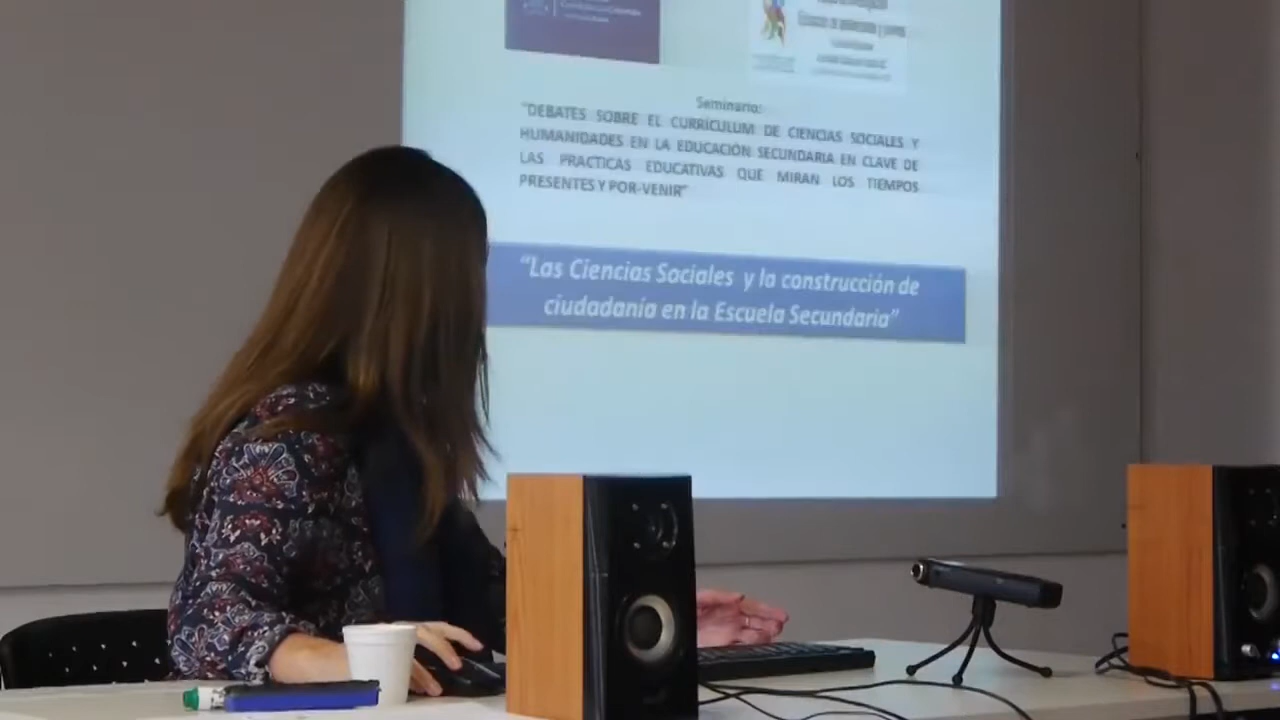 Seminario:
"DEBATES SOBRE EL CURRÍCULUM DE CIENCIAS SOCIALES Y
HUMANIDADES EN LA EDUCACIÓN SECUNDARIA EN CLAVE DE
LAS PRACTICAS EDUCATIVAS QUE MIRAN LOS TIEMPOS
PRESENTES Y POR-VENIR"
"Las Ciencias Sociales y la construcción de
ciudadanía en la Escuela Secundaria"